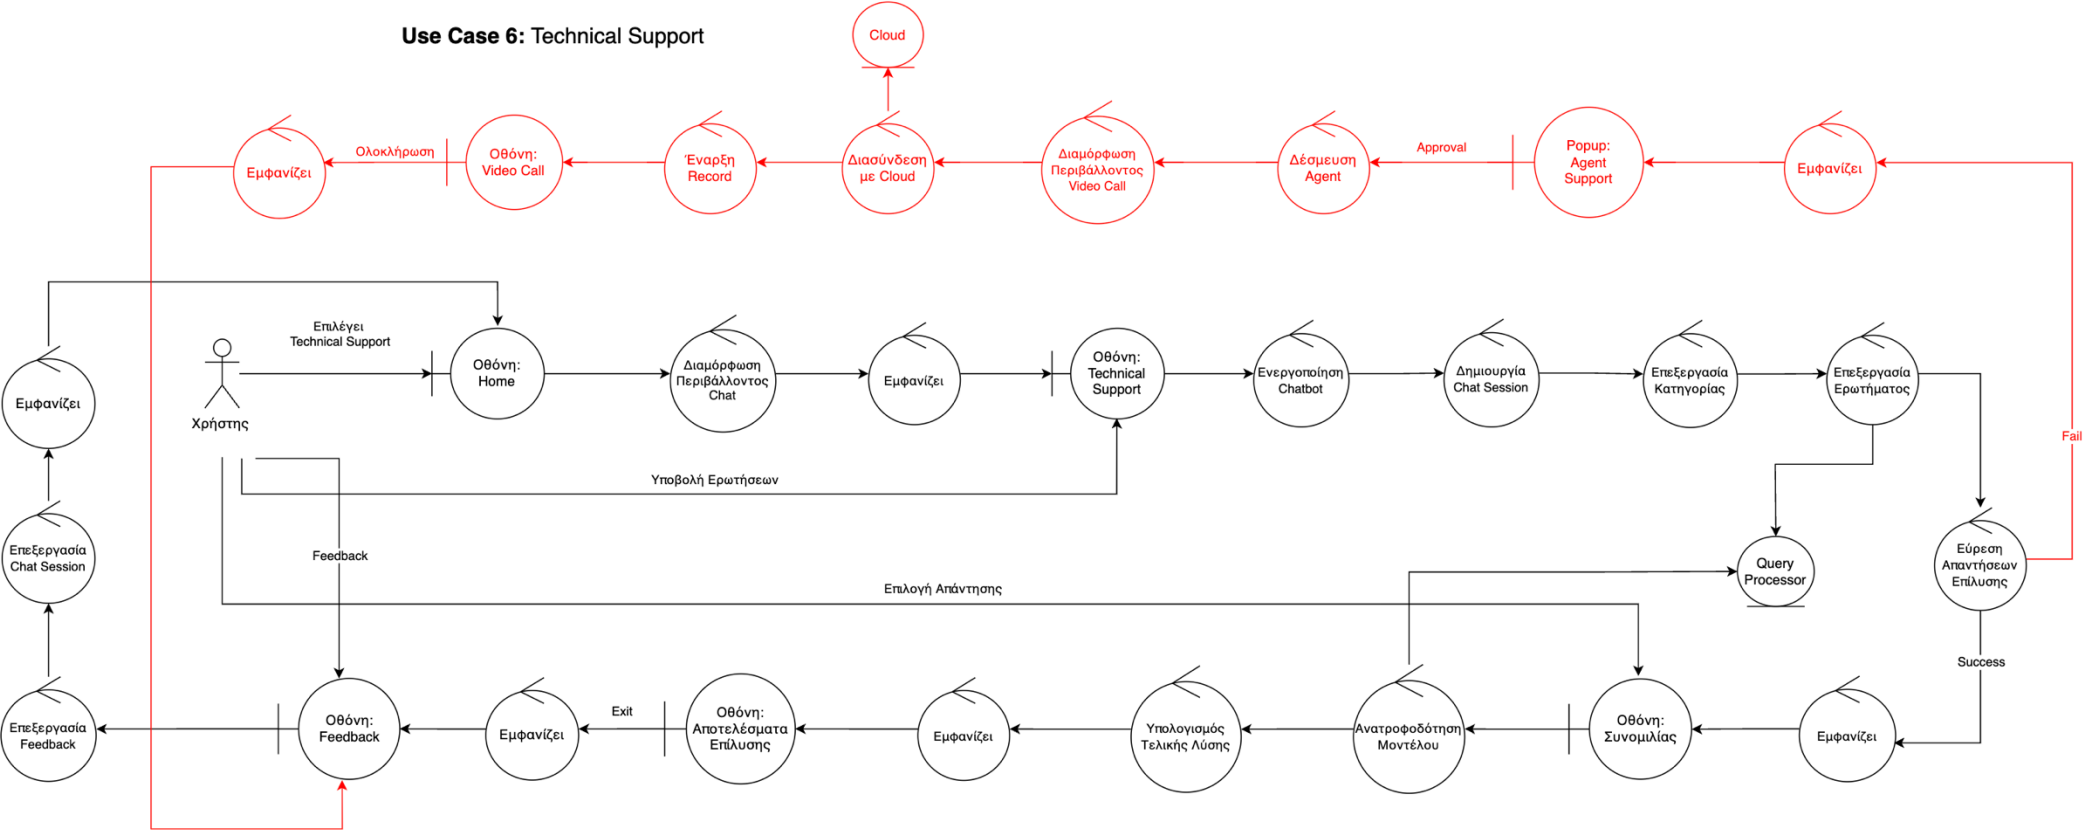 Use Case 6: Technical Support
Cloud
Εμφανίζει
Ολοκλήρωση
Οθόνη:
Video Call
Έναρξη
Record
Διασύνδεση
με Cloud
Διαμόρφωση
Περιβάλλοντος
Video Call
Δέσμευση
Agent
Approval
Popup:
Agent
Support
Εμφανίζει
Εμφανίζει
Χρήστης
Επιλέγει
Technical Support
Οθόνη:
Home
Διαμόρφωση
Περιβάλλοντος
Chat
Εμφανίζει
Οθόνη:
Technical
Support
Ενεργοποίηση
Chatbot
Δημιουργία
Chat Session
Επεξεργασία
Κατηγορίας
Επεξεργασία
Ερωτήματος
Fail
Υποβολή Ερωτήσεων
Επεξεργασία
Chat Session
Feedback
Επιλογή Απάντησης
Query
Processor
Εύρεση
Απαντήσεων
Επίλυσης
Success
Επεξεργασία
Feedback
Οθόνη:
Feedback
Εμφανίζει
Exit
Οθόνη:
Αποτελέσματα
Επίλυσης
Εμφανίζει
Υπολογισμός
Τελικής Λύσης
Ανατροφοδότηση
Μοντέλου
Οθόνη:
Συνομιλίας
Εμφανίζει